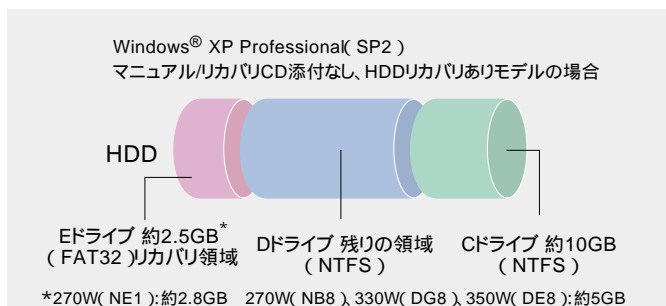 Windows® XP Professional( SP2 )
マニュアル/リカバリCD添付なし、HDDリカバリありモデルの場合
HDD
Eドライブ 約2.5GB*
( FAT32 )リカバリ領域
Dドライブ 残りの領域
( NTFS )
Cドライブ 約10GB
( NTFS )
*270W( NE1 ):約2.8GB 270W( NB8 )、330W( DG8 )、350W( DE8 ):約5GB